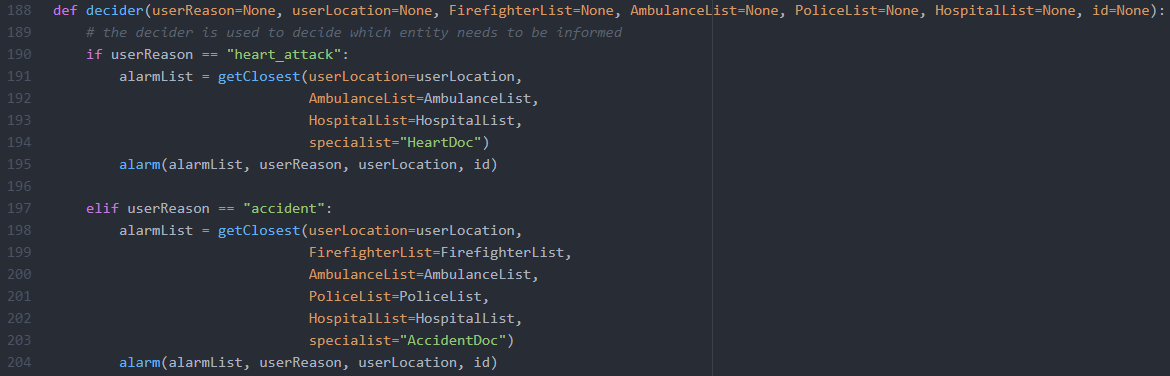 188 def decider(userReason=None, userLocation=None, FirefighterList=None, AmbulanceList=None, PoliceList=None, HospitalList=None, id=None):
189 # the decider is used to decide which entity needs to be informed
190 if userReason == "heart_attack":
191 alarmList = getClosest(userLocation=userLocation,
192 AmbulanceList=AmbulanceList,
193 HospitalList=HospitalList,
194 specialist="HeartDoc")
195 alarm(alarmList, userReason, userLocation, id)
196
197 elif userReason == "accident":
198 alarmList = getClosest(userLocation=userLocation,
199 FirefighterList=FirefighterList,
200 AmbulanceList=AmbulanceList,
201 PoliceList=PoliceList,
202 HospitalList=HospitalList,
203 specialist="AccidentDoc")
204 alarm(alarmList, userReason, userLocation, id)